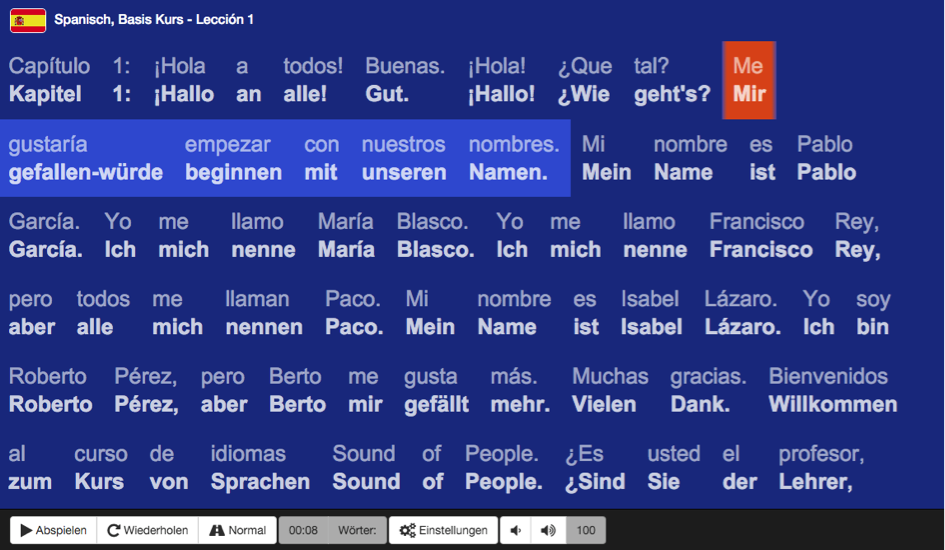 Spanisch, Basis Kurs - Lección 1
Capítulo 1: ¡Hola a todos! Buenas. ¡Hola! ¿Que tal? Me
Kapitel 1: ¡Hallo an alle! Gut. ¡Hallo! ¿Wie geht's? Mir
gustaría empezar con nuestros nombres. Mi nombre es Pablo
gefallen-würde beginnen mit unseren Namen. Mein Name ist Pablo
García. Yo me llamo María Blasco. Yo me llamo Francisco Rey,
García. Ich mich nenne María Blasco. Ich mich nenne Francisco Rey,
pero todos me llaman Paco. Mi nombre es Isabel Lázaro. Yo soy
aber alle mich nennen Paco. Mein Name ist Isabel Lázaro. Ich bin
Roberto Pérez, pero Berto me gusta más. Muchas gracias. Bienvenidos
Roberto Pérez, aber Berto mir gefällt mehr. Vielen Dank. Willkommen
al curso de idiomas Sound of People. ¿Es usted el profesor,
zum Kurs von Sprachen Sound of People. ¿Sind Sie der Lehrer,
Abspielen Wiederholen Normal 00:08 Wörter: Einstellungen 100